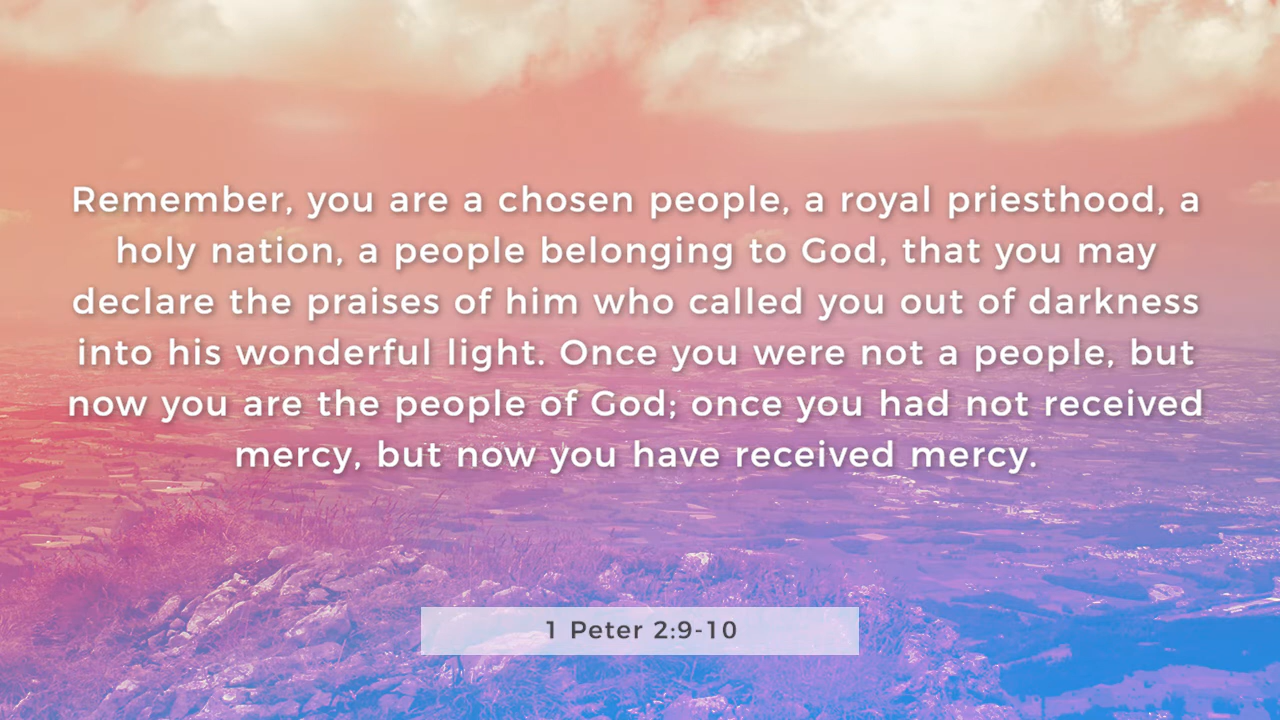 Remember, you are a chosen people, a royal priesthood, a
holy nation, a people belonging to God, that you may
declare the praises of him who called you out of darkness
into his wonderful light. Once you were not a people, but
now you are the people of God; once you had not received
mercy, but now you have received mercy.
1 Peter 2:9-10